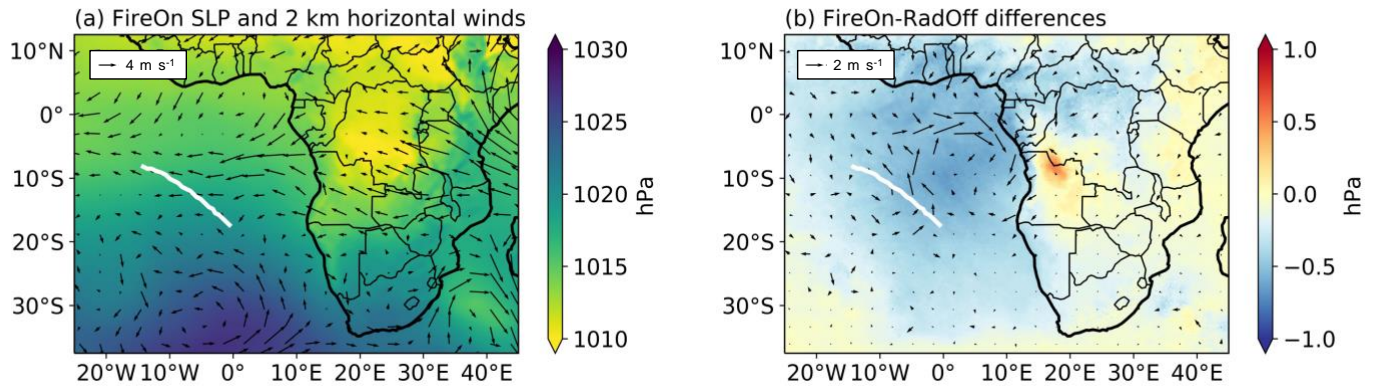 (a) FireOn SLP and 2 km horizontal winds
4 m s⁻¹
10°N
0°
10°S
20°S
30°S
20°W 10°W 0° 10°E 20°E 30°E 40°E
1030
1025
1020
1015
1010
hPa
(b) FireOn-RadOff differences
2 m s⁻¹
10°N
0°
10°S
20°S
30°S
20°W 10°W 0° 10°E 20°E 30°E 40°E
1.0
0.5
0.0
−0.5
−1.0
hPa